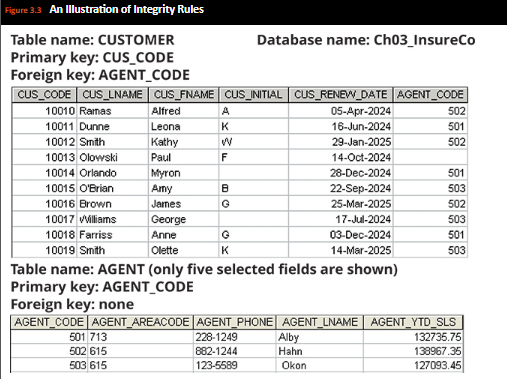 Figure 3.3 An Illustration of Integrity Rules
Table name: CUSTOMER Database name: Ch03_InsureCo
Primary key: CUS_CODE
Foreign key: AGENT_CODE
CUS_CODE CUS_LNAME CUS_FNAME CUS_INITIAL CUS_RENEW_DATE AGENT_CODE
10010 Ramas Alfred A 05-Apr-2024 502
10011 Dunne Leona K 16-Jun-2024 501
10012 Smith Kathy W 29-Jan-2025 502
10013 Olowski Paul F 14-Oct-2024
10014 Orlando Myron 28-Dec-2024 501
10015 O'Brian Amy B 22-Sep-2024 503
10016 Brown James G 25-Mar-2025 502
10017 Williams George 17-Jul-2024 503
10018 Farriss Anne G 03-Dec-2024 501
10019 Smith Olette K 14-Mar-2025 503
Table name: AGENT (only five selected fields are shown)
Primary key: AGENT_CODE
Foreign key: none
AGENT_CODE AGENT_AREACODE AGENT_PHONE AGENT_LNAME AGENT_YTD_SLS
501 713 228-1249 Alby 132735.75
502 615 882-1244 Hahn 138967.35
503 615 123-5589 Okon 127093.45